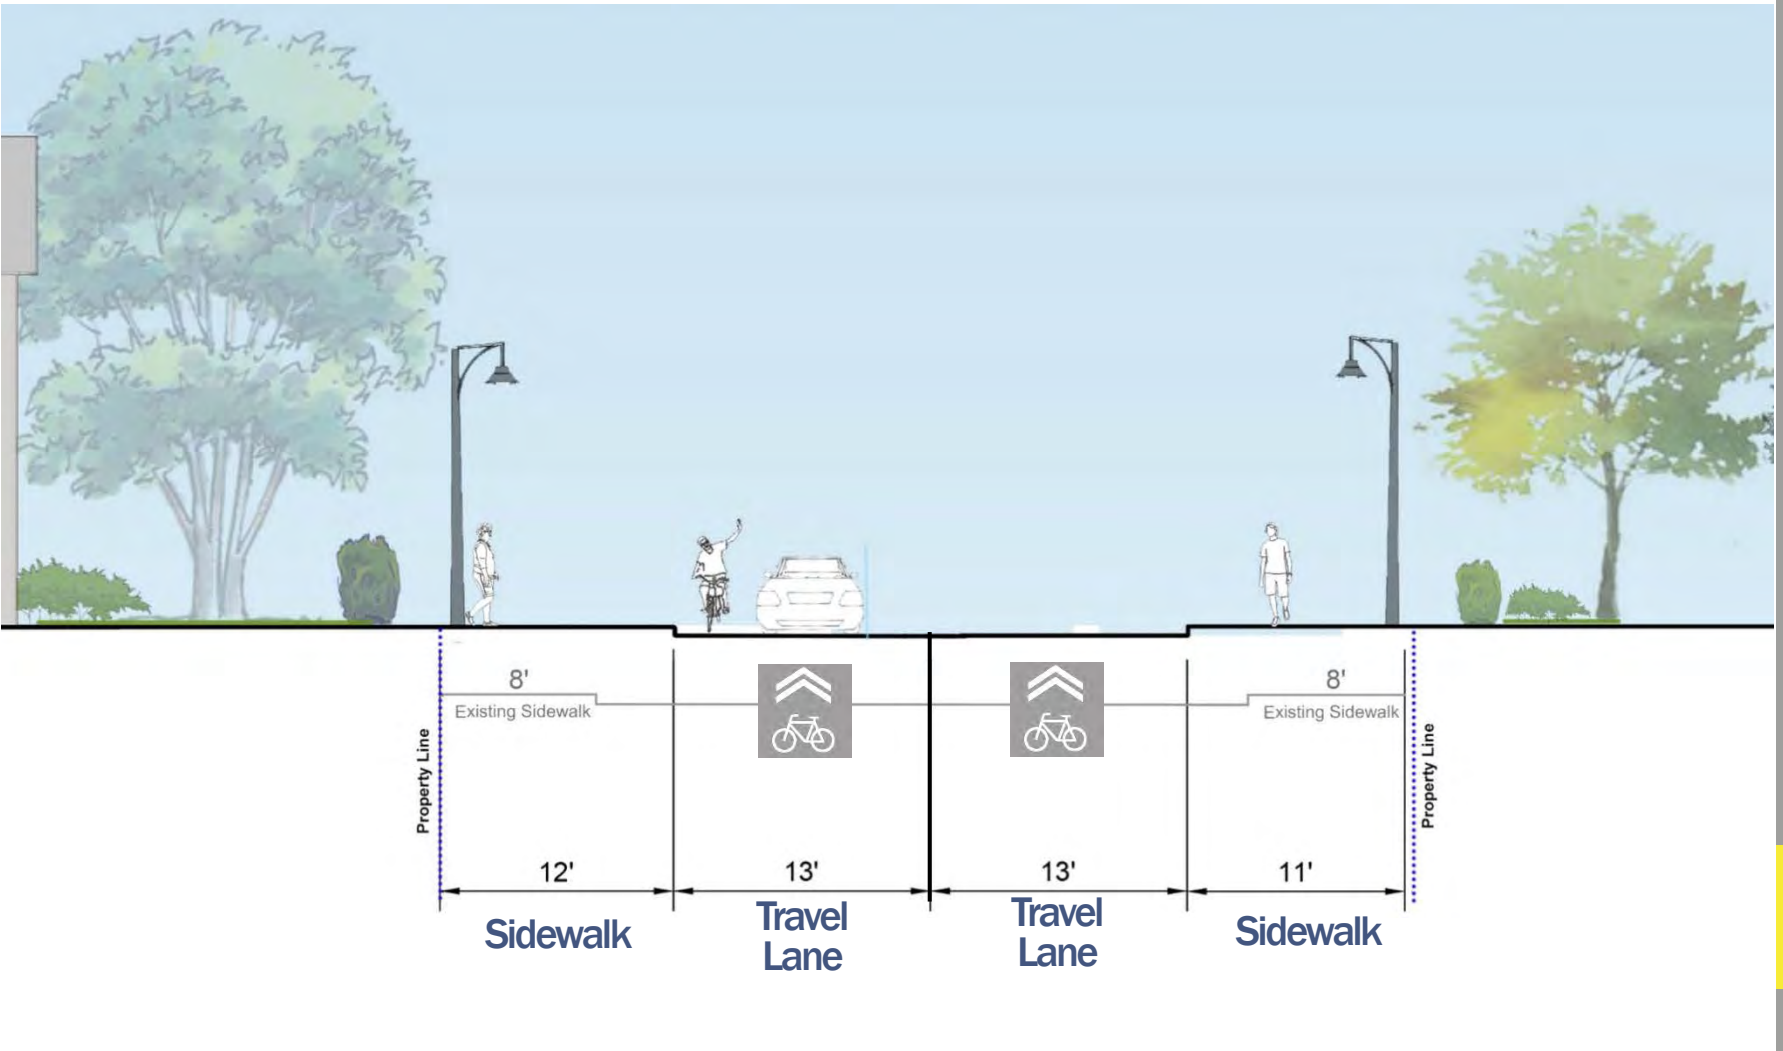 8'
8'
Existing Sidewalk
Existing Sidewalk
Property Line
Property Line
12'
13'
13'
11'
Sidewalk
Travel
Lane
Travel
Lane
Sidewalk